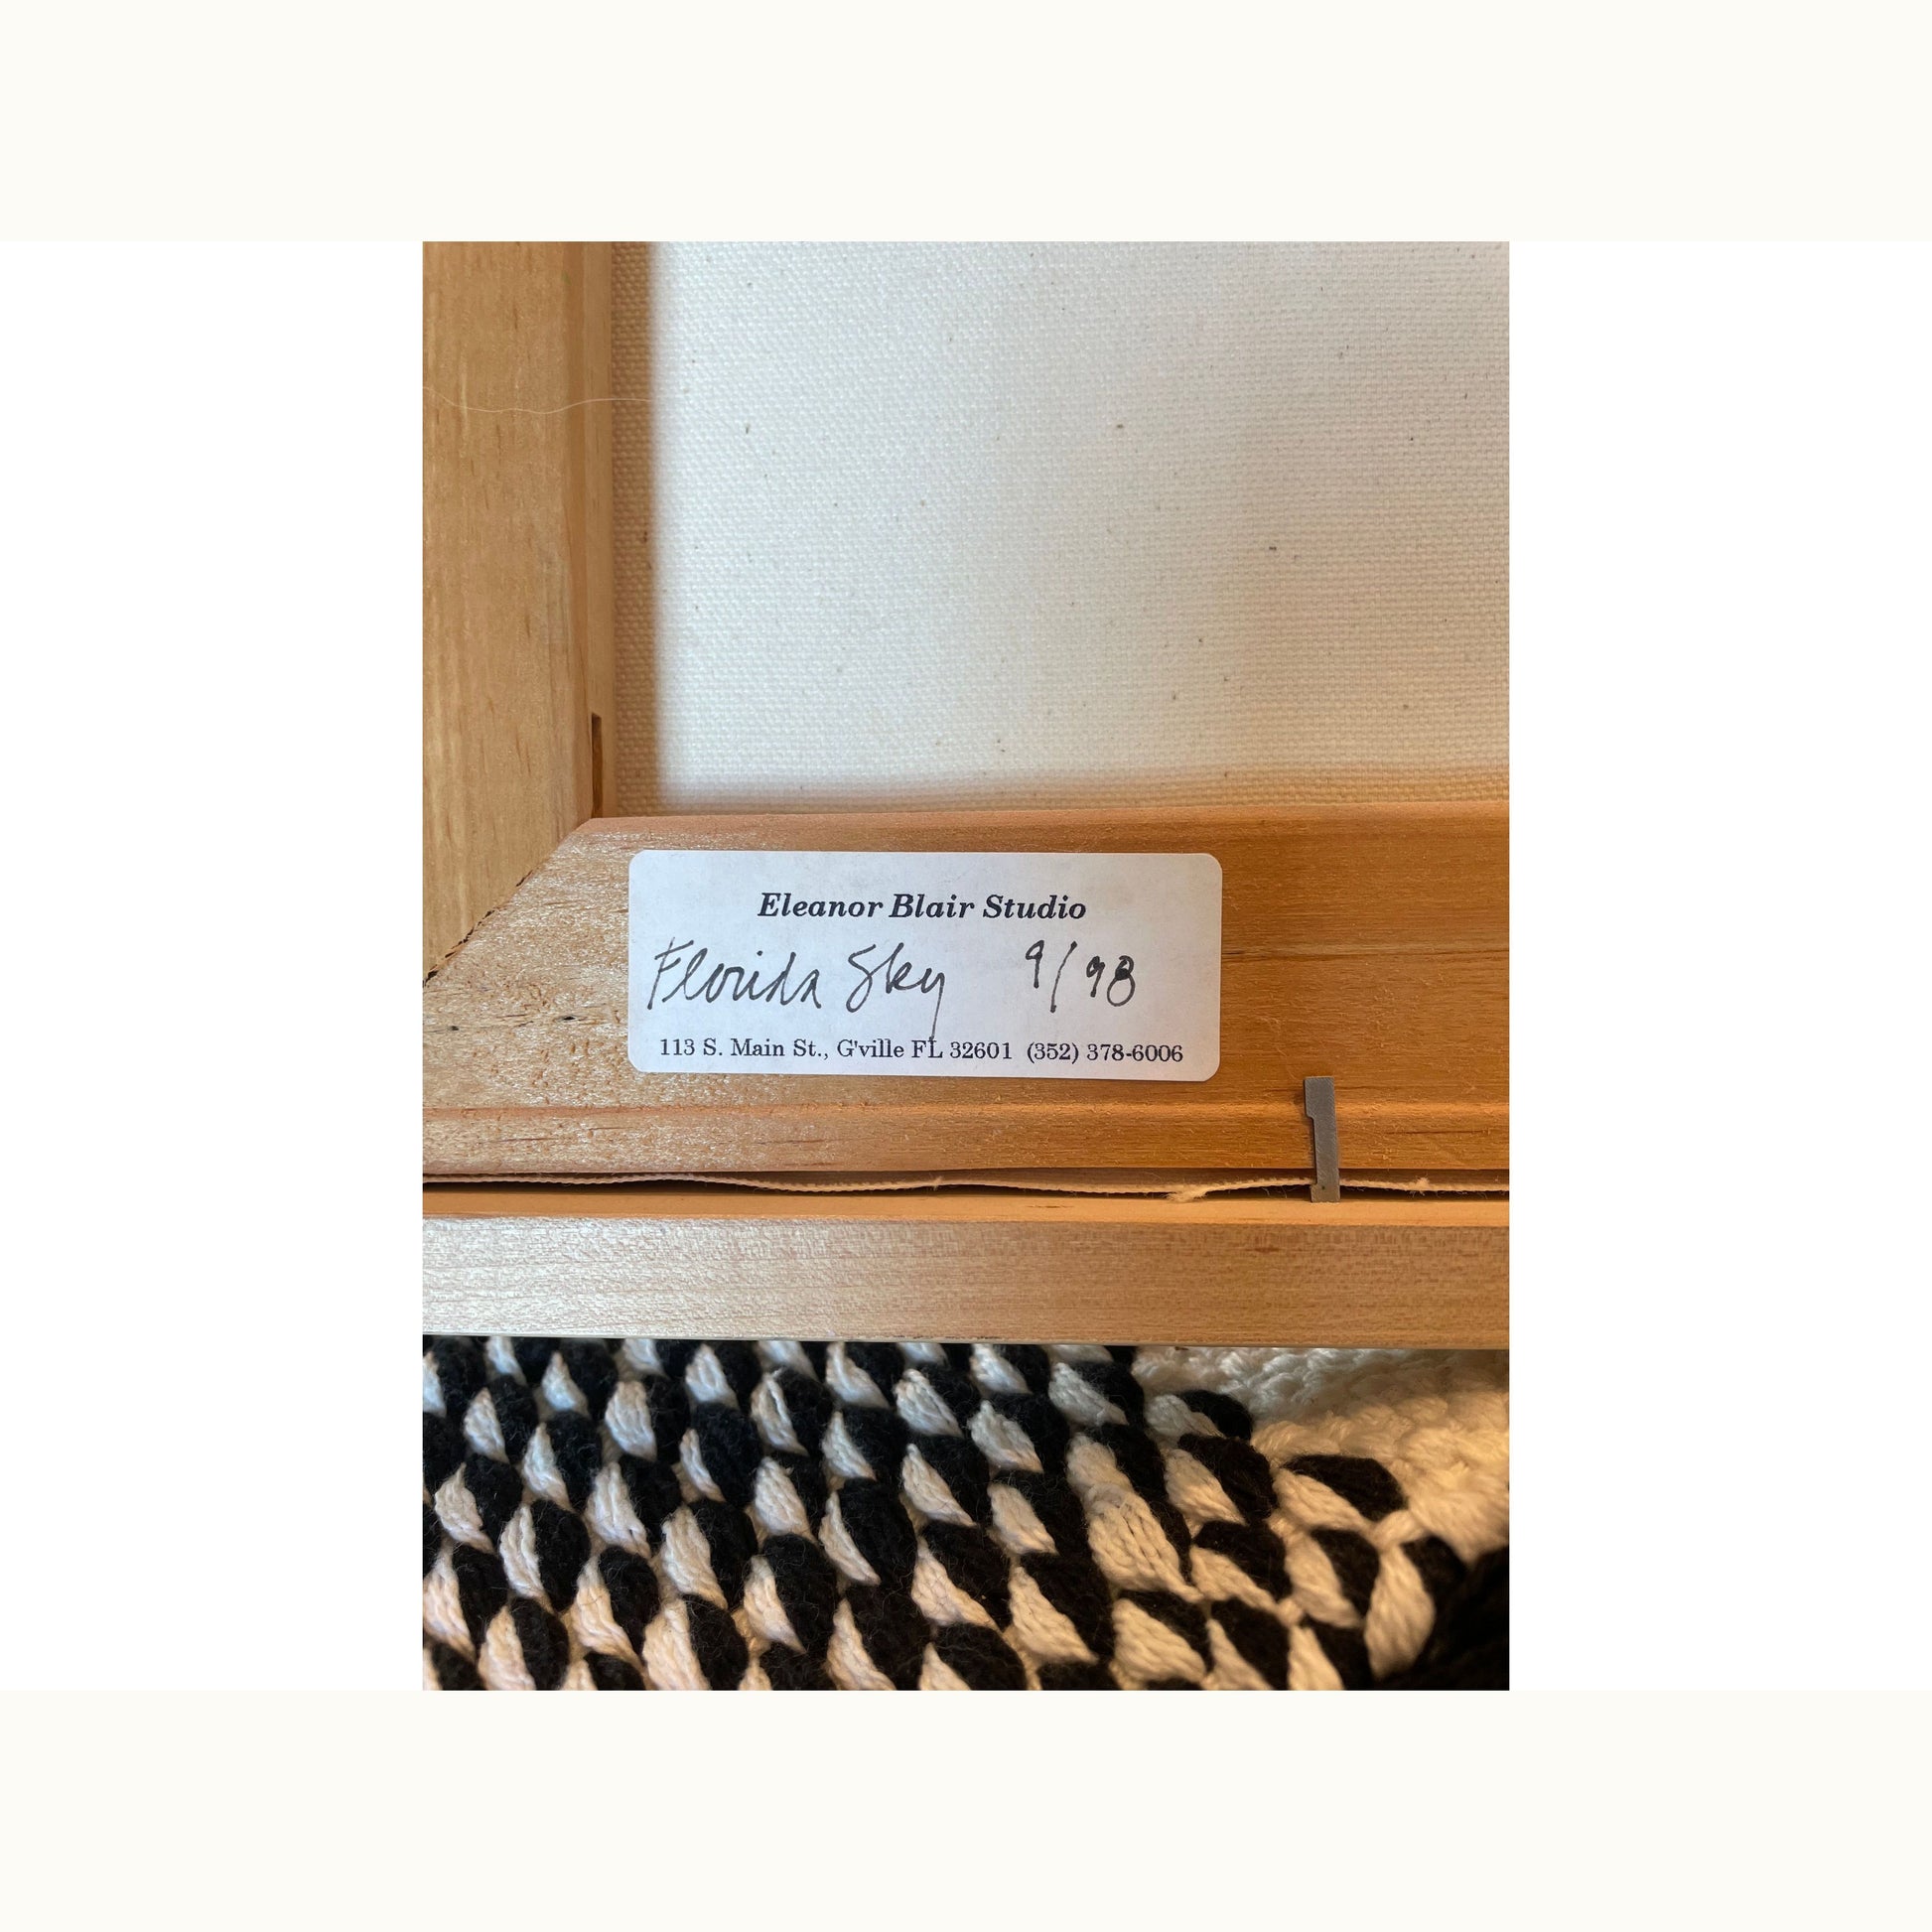 Eleanor Blair Studio
Florida Sky 9/98
113 S. Main St., G'ville FL 32601 (352) 378-6006